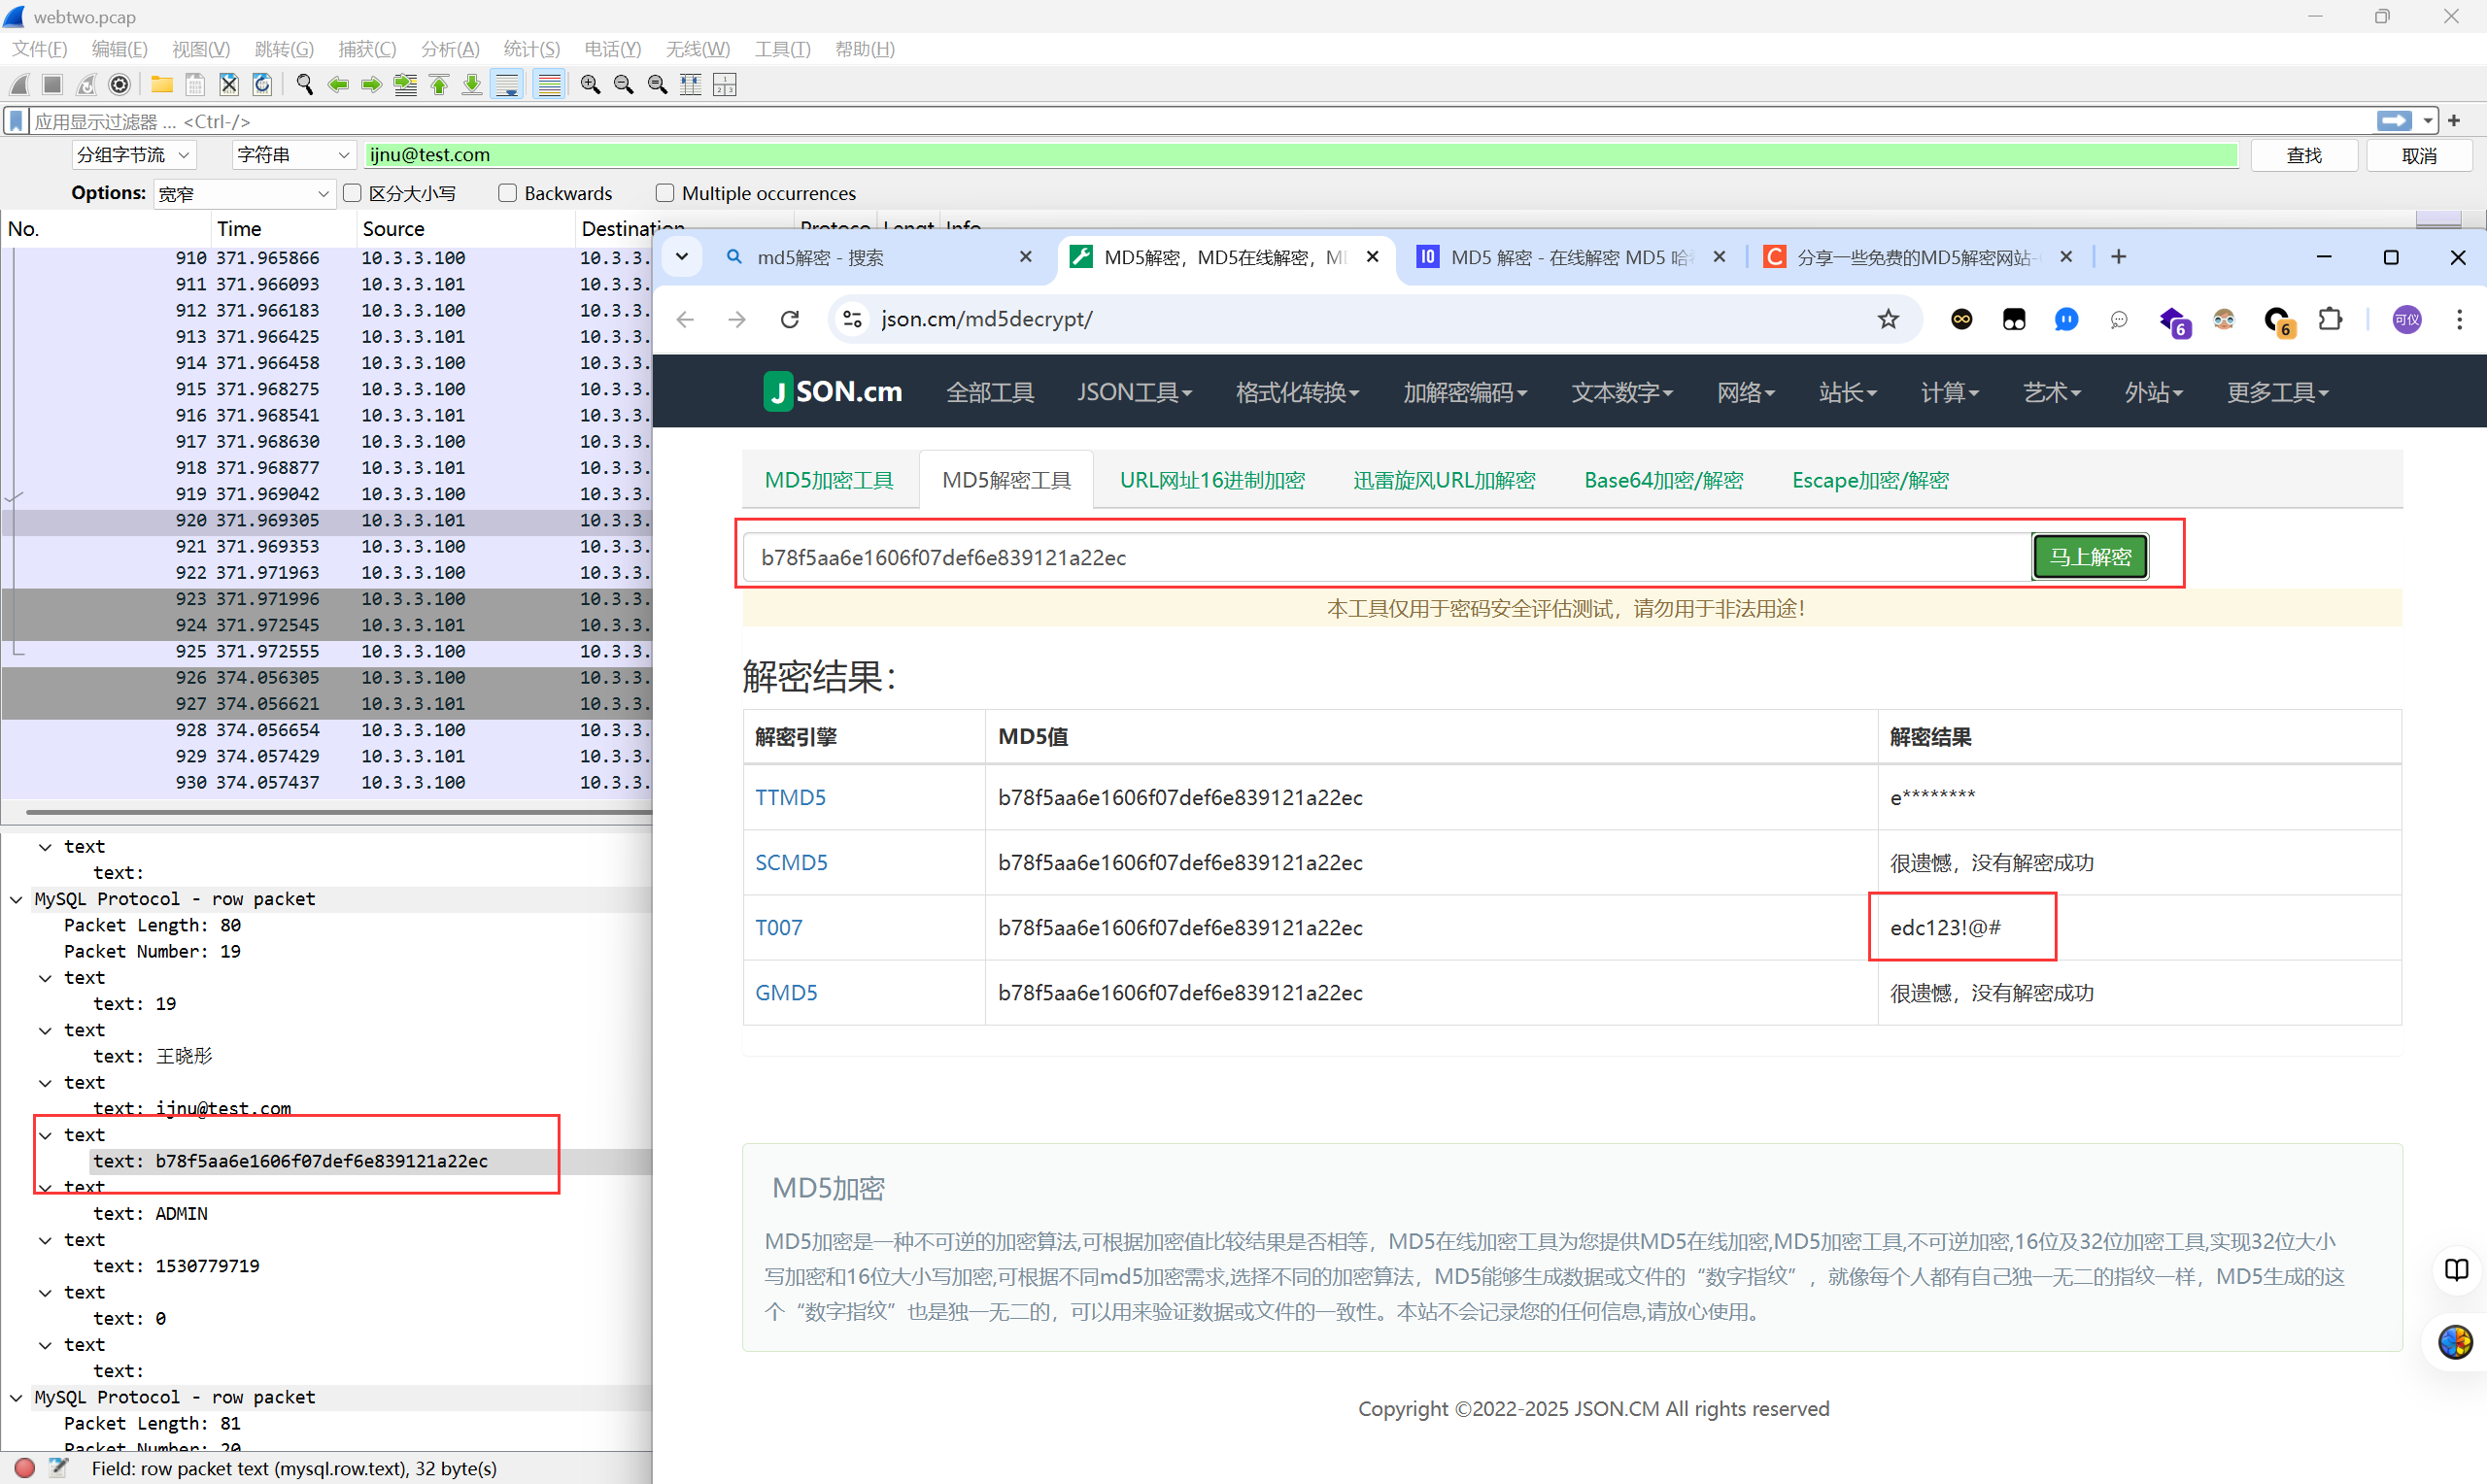 webtwo.pcap
文件(F) 编辑(E) 视图(V) 跳转(G) 捕获(C) 分析(A) 统计(S) 电话(Y) 无线(W) 工具(T) 帮助(H)
应用显示过滤器 … <Ctrl-/>
分组字节流 字符串 ijnu@test.com 查找 取消
Options: 宽窄 区分大小写 Backwards Multiple occurrences
No. Time Source Destination Protoco Lengt Info
910 371.965866 10.3.3.100 10.3.3.
911 371.966093 10.3.3.101 10.3.3.
912 371.966183 10.3.3.100 10.3.3.
913 371.966425 10.3.3.101 10.3.3.
914 371.966458 10.3.3.100 10.3.3.
915 371.968275 10.3.3.100 10.3.3.
916 371.968541 10.3.3.101 10.3.3.
917 371.968630 10.3.3.100 10.3.3.
918 371.968877 10.3.3.101 10.3.3.
919 371.969042 10.3.3.100 10.3.3.
920 371.969305 10.3.3.101 10.3.3.
921 371.969353 10.3.3.100 10.3.3.
922 371.971963 10.3.3.100 10.3.3.
923 371.971996 10.3.3.100 10.3.3.
924 371.972545 10.3.3.101 10.3.3.
925 371.972555 10.3.3.100 10.3.3.
926 374.056305 10.3.3.100 10.3.3.
927 374.056621 10.3.3.101 10.3.3.
928 374.056654 10.3.3.100 10.3.3.
929 374.057429 10.3.3.101 10.3.3.
930 374.057437 10.3.3.100 10.3.3.
text
text:
MySQL Protocol - row packet
Packet Length: 80
Packet Number: 19
text
text: 19
text
text: 王晓彤
text
text: ijnu@test.com
text
text: b78f5aa6e1606f07def6e839121a22ec
text
text: ADMIN
text
text: 1530779719
text
text: 0
text
text:
MySQL Protocol - row packet
Packet Length: 81
Packet Number: 20
Field: row packet text (mysql.row.text), 32 byte(s)
md5解密 - 搜索 MD5解密，MD5在线解密，M IO MD5 解密 - 在线解密 MD5 哈 C 分享一些免费的MD5解密网站-
json.cm/md5decrypt/ 6 6 可仪
JSON.cm 全部工具 JSON工具 格式化转换 加解密编码 文本数字 网络 站长 计算 艺术 外站 更多工具
MD5加密工具 MD5解密工具 URL网址16进制加密 迅雷旋风URL加解密 Base64加密/解密 Escape加密/解密
b78f5aa6e1606f07def6e839121a22ec 马上解密
本工具仅用于密码安全评估测试，请勿用于非法用途！
解密结果：
解密引擎 MD5值 解密结果
TTMD5 b78f5aa6e1606f07def6e839121a22ec e********
SCMD5 b78f5aa6e1606f07def6e839121a22ec 很遗憾，没有解密成功
T007 b78f5aa6e1606f07def6e839121a22ec edc123!@#
GMD5 b78f5aa6e1606f07def6e839121a22ec 很遗憾，没有解密成功
MD5加密
MD5加密是一种不可逆的加密算法,可根据加密值比较结果是否相等，MD5在线加密工具为您提供MD5在线加密,MD5加密工具,不可逆加密,16位及32位加密工具,实现32位大小
写加密和16位大小写加密,可根据不同md5加密需求,选择不同的加密算法，MD5能够生成数据或文件的“数字指纹”，就像每个人都有自己独一无二的指纹一样，MD5生成的这
个“数字指纹”也是独一无二的，可以用来验证数据或文件的一致性。本站不会记录您的任何信息,请放心使用。
Copyright ©2022-2025 JSON.CM All rights reserved